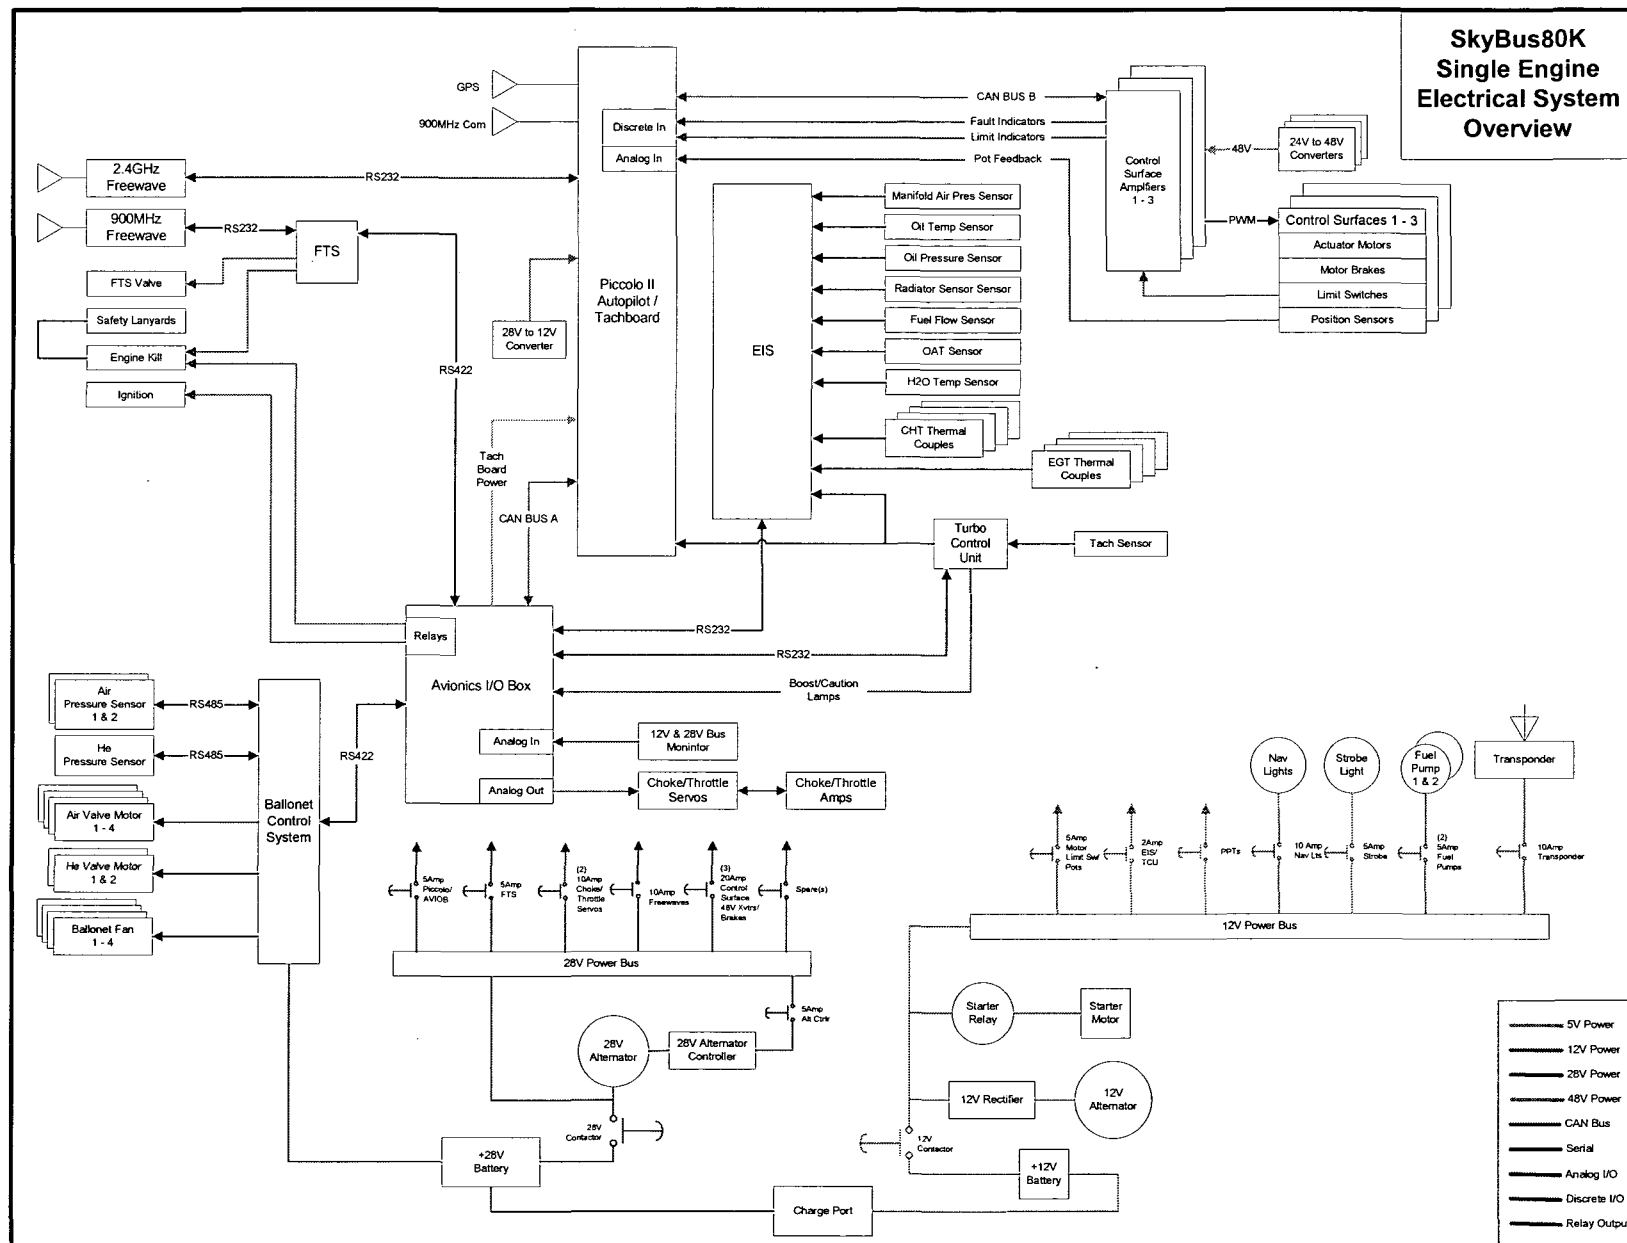 SkyBus80K
Single Engine
Electrical System
Overview
GPS
900MHz Com
Discrete In
Analog In
CAN BUS B
Fault Indicators
Limit Indicators
Pot Feedback
Control
Surface
Amplifiers
1 - 3
48V
24V to 48V
Converters
PWM
Control Surfaces 1 - 3
Actuator Motors
Motor Brakes
Limit Switches
Position Sensors
2.4GHz
Freewave
RS232
900MHz
Freewave
RS232
FTS
FTS Valve
Safety Lanyards
Engine Kill
Ignition
28V to 12V
Converter
Piccolo II
Autopilot /
Tachboard
RS422
Tach
Board
Power
CAN BUS A
EIS
Manifold Air Pres Sensor
Oil Temp Sensor
Oil Pressure Sensor
Radiator Sensor Sensor
Fuel Flow Sensor
OAT Sensor
H2O Temp Sensor
CHT Thermal
Couples
EGT Thermal
Couples
Turbo
Control
Unit
Tach Sensor
Relays
Avionics I/O Box
RS232
RS232
Boost/Caution
Lamps
Analog In
12V & 28V Bus
Moninfor
Analog Out
Choke/Throttle
Servos
Choke/Throttle
Amps
Air
Pressure Sensor
1 & 2
RS485
He
Pressure Sensor
RS485
RS422
Air Valve Motor
1 - 4
He Valve Motor
1 & 2
Ballonet Fan
1 - 4
Ballonet
Control
System
5Amp
Piccolo/
AVIOB
5Amp
FTS
(2)
10Amp
Choke/
Throttle
Servos
10Amp
Freewaves
(3)
20Amp
Control
Surface
48V Xvtrs/
Brakes
Spare(s)
28V Power Bus
5Amp
Alt Ctrlr
28V
Alternator
28V Alternator
Controller
28V
Contactor
+28V
Battery
Charge Port
Nav
Lights
Strobe
Light
Fuel
Pump
1 & 2
Transponder
5Amp
Motor
Limit Sw/
Pots
2Amp
EIS/
TCU
PPTs
10 Amp
Nav Lts
5Amp
Strobe
(2)
5Amp
Fuel
Pumps
10Amp
Transponder
12V Power Bus
Starter
Relay
Starter
Motor
12V Rectifier
12V
Alternator
12V
Contactor
+12V
Battery
5V Power
12V Power
28V Power
48V Power
CAN Bus
Serial
Analog I/O
Discrete I/O
Relay Outpu